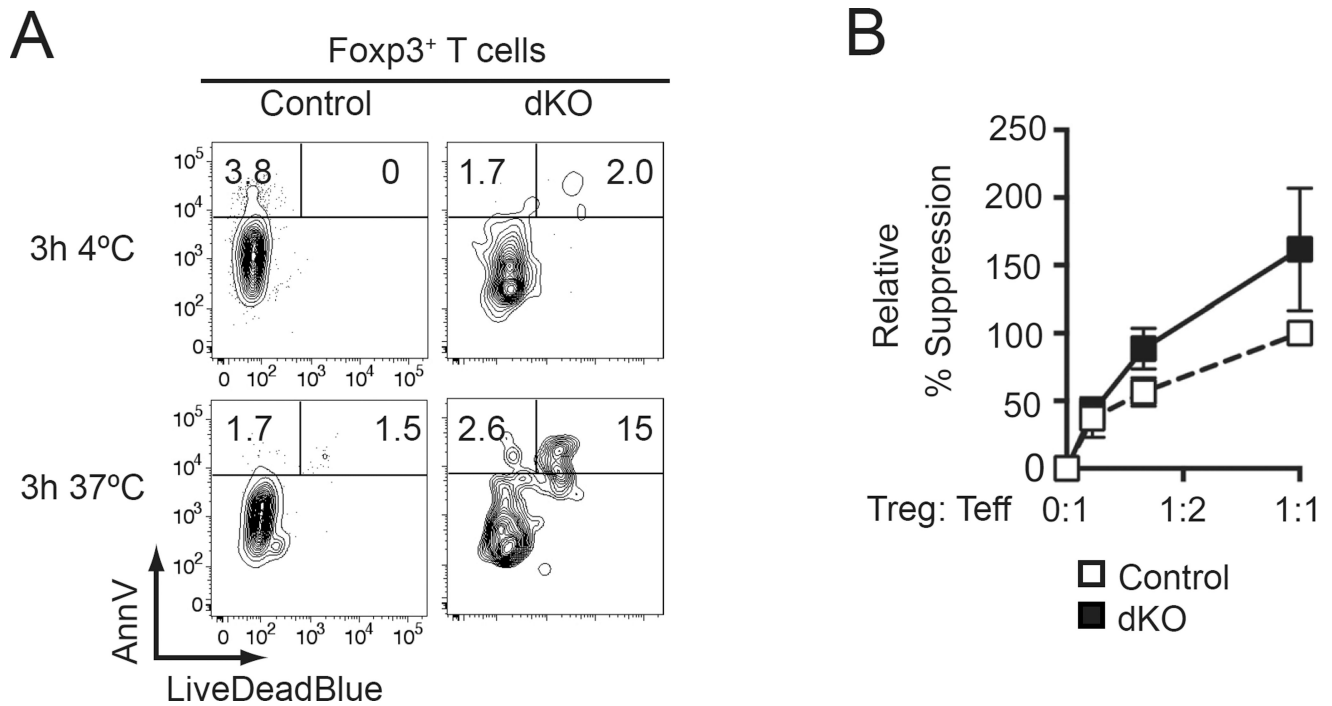 A
B
Foxp3⁺ T cells
Control
dKO
3h 4ºC
10⁵
10⁴
10³
10²
0
3.8
0
1.7
2.0
0
10²
10³
10⁴
10⁵
3h 37ºC
10⁵
10⁴
10³
10²
0
1.7
1.5
2.6
15
0
10²
10³
10⁴
10⁵
AnnV
LiveDeadBlue
Relative
% Suppression
250
200
150
100
50
0
Treg: Teff
0:1
1:2
1:1
Control
dKO